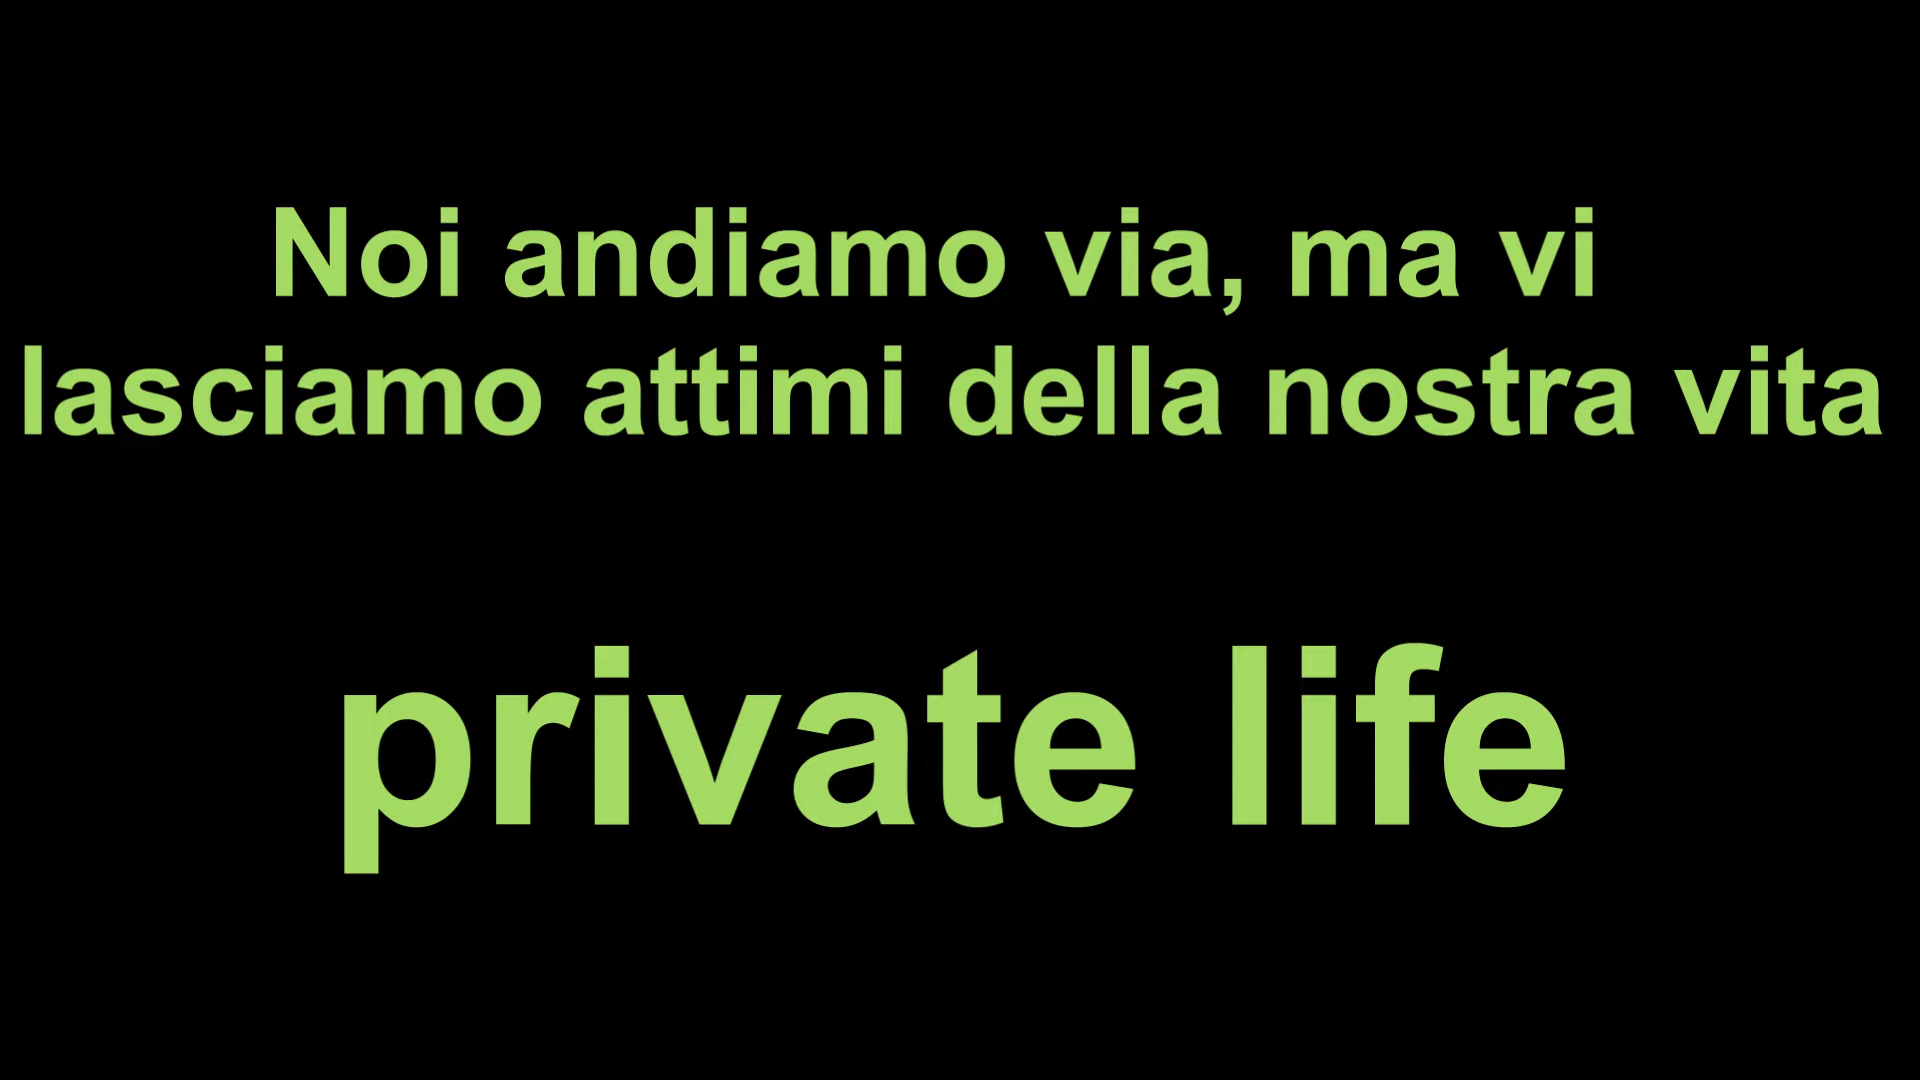 Noi andiamo via, ma vi
lasciamo attimi della nostra vita
private life